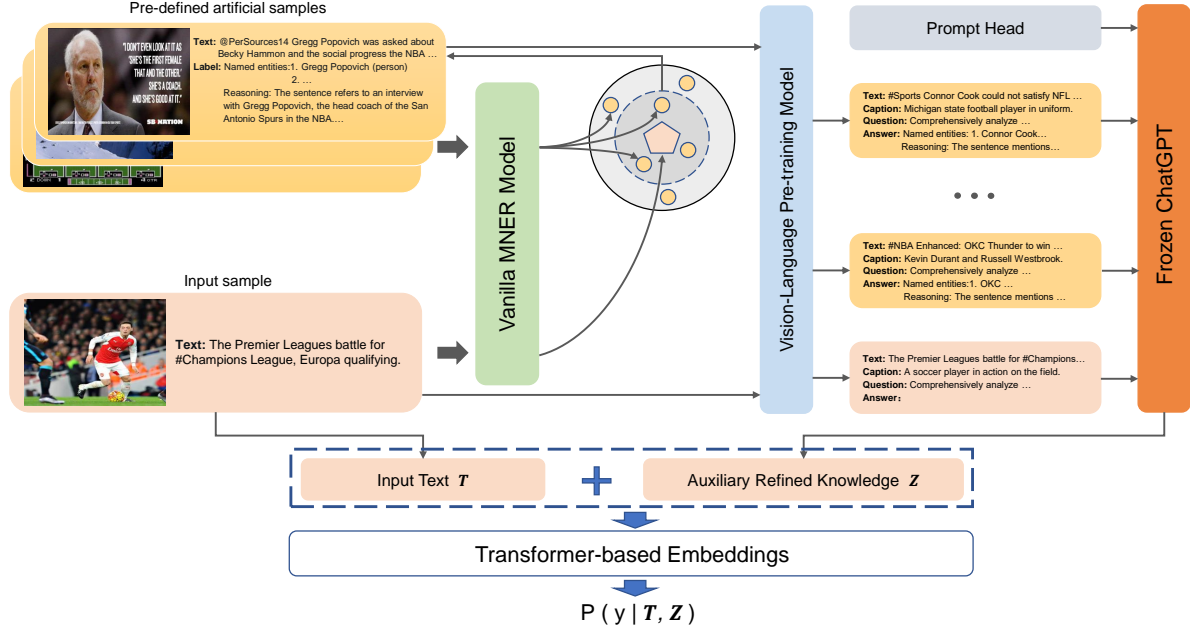 Pre-defined artificial samples
"I DON'T EVEN LOOK AT IT AS
'SHE'S THE FIRST FEMALE
THAT AND THE OTHER.'
SHE'S A COACH.
AND SHE'S GOOD AT IT."
SB NATION
Text: @PerSources14 Gregg Popovich was asked about
Becky Hammon and the social progress the NBA …
Label: Named entities:1. Gregg Popovich (person)
2. …
Reasoning: The sentence refers to an interview
with Gregg Popovich, the head coach of the San
Antonio Spurs in the NBA.…
Input sample
Text: The Premier Leagues battle for
#Champions League, Europa qualifying.
Vanilla MNER Model
Vision-Language Pre-training Model
Prompt Head
Text: #Sports Connor Cook could not satisfy NFL …
Caption: Michigan state football player in uniform.
Question: Comprehensively analyze …
Answer: Named entities: 1. Connor Cook…
Reasoning: The sentence mentions…
• • •
Text: #NBA Enhanced: OKC Thunder to win …
Caption: Kevin Durant and Russell Westbrook.
Question: Comprehensively analyze …
Answer: Named entities:1. OKC …
Reasoning: The sentence mentions …
Text: The Premier Leagues battle for #Champions…
Caption: A soccer player in action on the field.
Question: Comprehensively analyze …
Answer:
Frozen ChatGPT
Input Text T
+
Auxiliary Refined Knowledge Z
Transformer-based Embeddings
P ( y | T, Z )